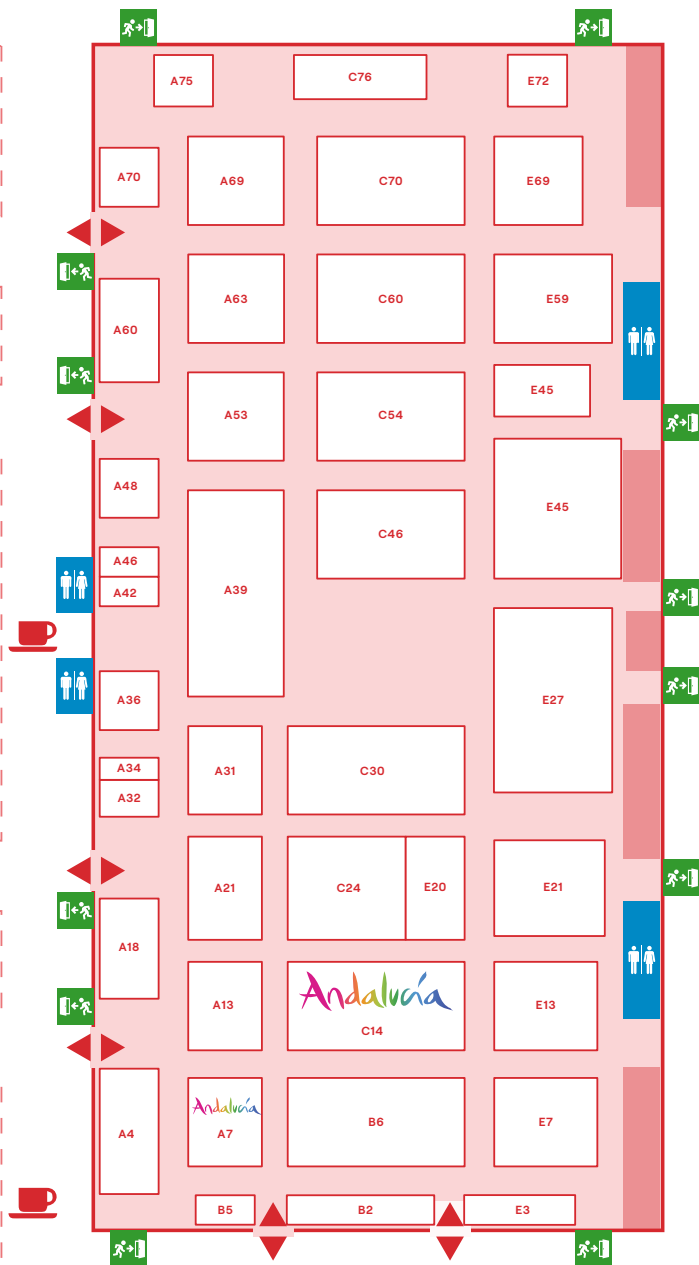 A75
C76
E72
A70
A69
C70
E69
A60
A63
C60
E59
A53
C54
E45
A48
E45
A46
C46
A42
A39
A36
E27
A34
A32
A31
C30
A21
C24
E20
E21
A18
A13
Andalucía
C14
E13
A4
Andalucía
A7
B6
E7
B5
B2
E3